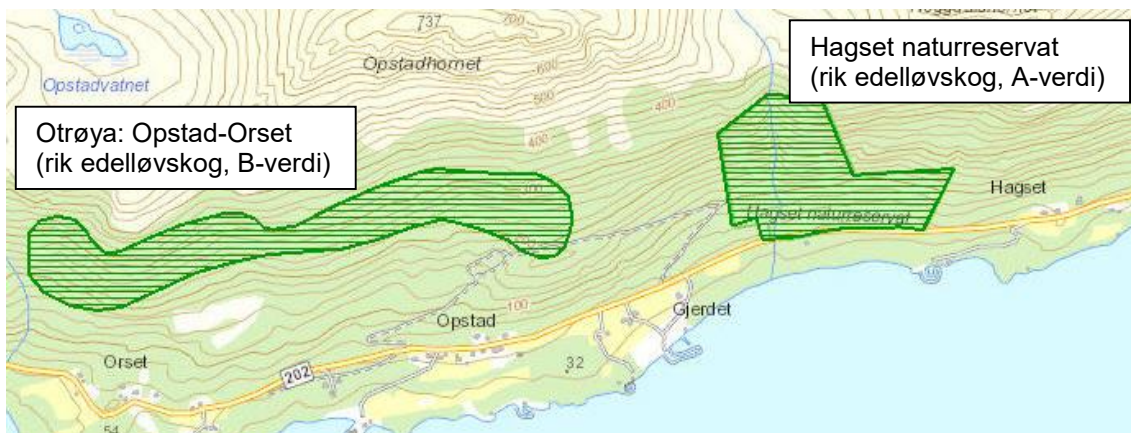 737
700
Opstadhornet
600
500
400
400
400
Opstadvatnet
Hagset naturreservat
(rik edelløvskog, A-verdi)
Otrøya: Opstad-Orset
(rik edelløvskog, B-verdi)
300
Hagset
Hagset naturreservat
100
Opstad
Gjerdet
Orset
202
32
54